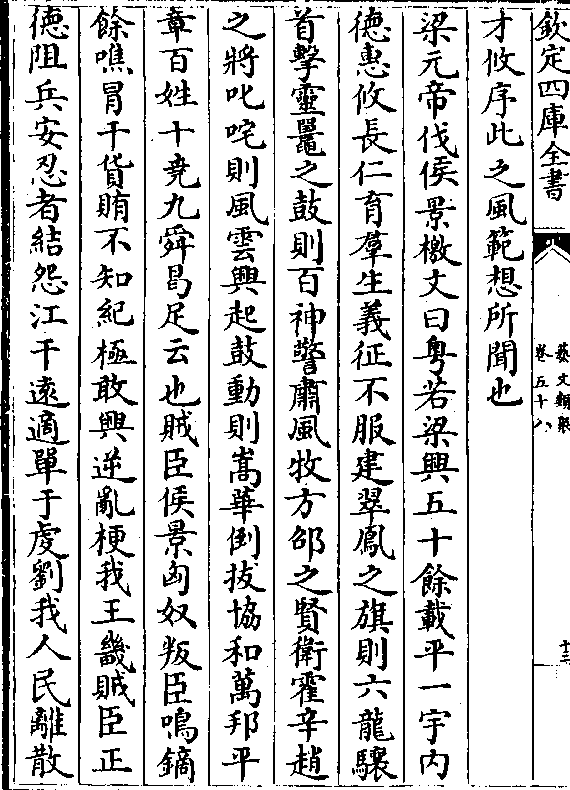 欽定四庫全書
藝文類聚
卷五十八
十三
才攸序此之風範想所聞也
梁元帝伐侯景檄文曰粤若梁興五十餘載平一宇内
德惠攸長仁育羣生義征不服建翠鳳之旗則六龍驤
首擊靈鼉之鼓則百神警肅風牧方邵之賢衛霍辛趙
之將叱咤則風雲興起鼓動則嵩華倒拔協和萬邦平
章百姓十堯九舜曷足云也賊臣侯景匈奴叛臣鳴鏑
餘噍冒干貨賄不知紀極敢興逆亂梗我王畿賊臣正
德阻兵安忍者結怨江干遠適單于虔劉我人民離散